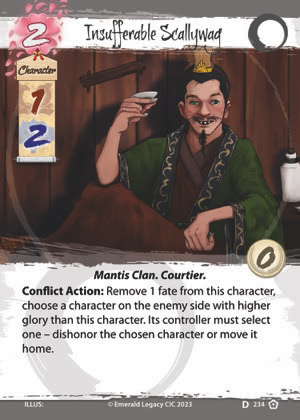 2
Insufferable Scallywag
Character
1
2
0
Mantis Clan. Courtier.
Conflict Action: Remove 1 fate from this character,
choose a character on the enemy side with higher
glory than this character. Its controller must select
one – dishonor the chosen character or move it
home.
ILLUS: © Emerald Legacy CIC 2023 D 234